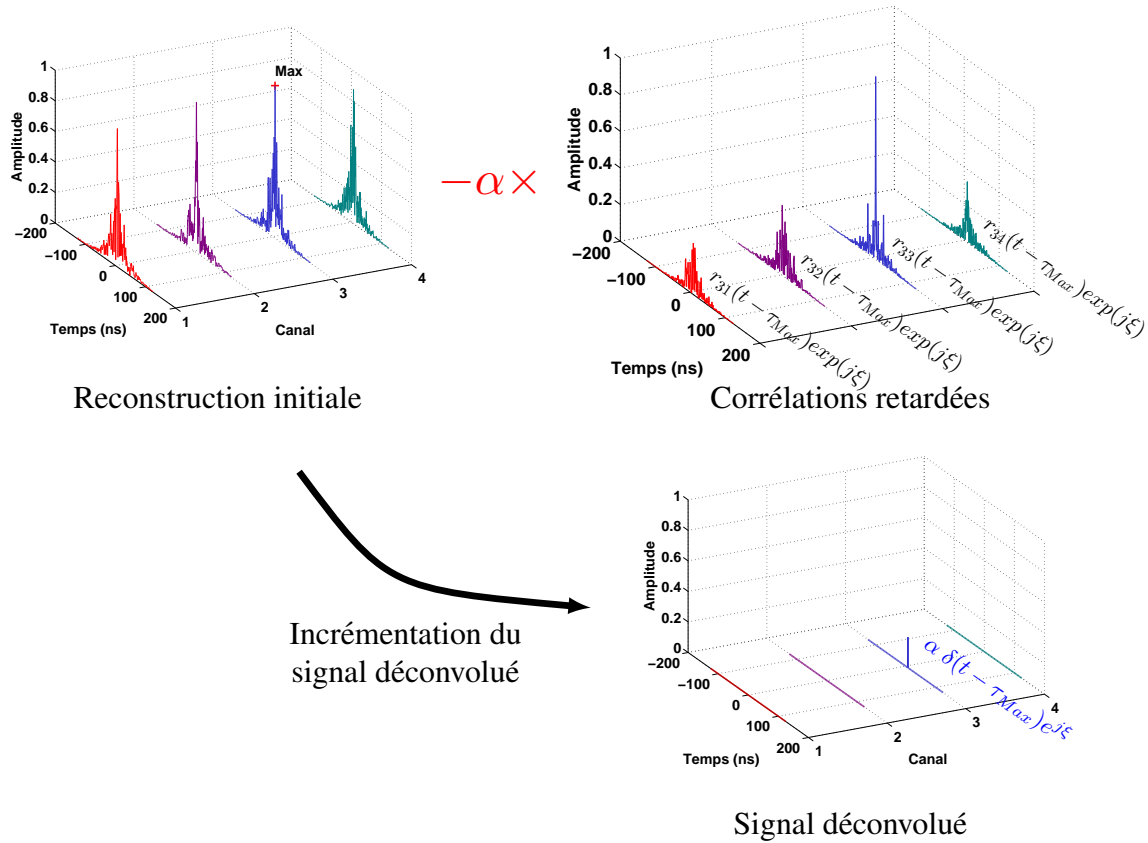 Max
Amplitude
1
0.8
0.6
0.4
0.2
0
−200
−100
0
100
200
Temps (ns)
1
2
3
4
Canal
Reconstruction initiale
−α×
Amplitude
1
0.8
0.6
0.4
0.2
0
−200
−100
0
100
200
Temps (ns)
r31(t − τMax)exp(jξ)
r32(t − τMax)exp(jξ)
r33(t − τMax)exp(jξ)
r34(t − τMax)exp(jξ)
Corrélations retardées
Incrémentation du
signal déconvolué
Amplitude
1
0.8
0.6
0.4
0.2
0
−200
−100
0
100
200
Temps (ns)
1
2
3
4
Canal
α δ(t − τMax)e^jξ
Signal déconvolué